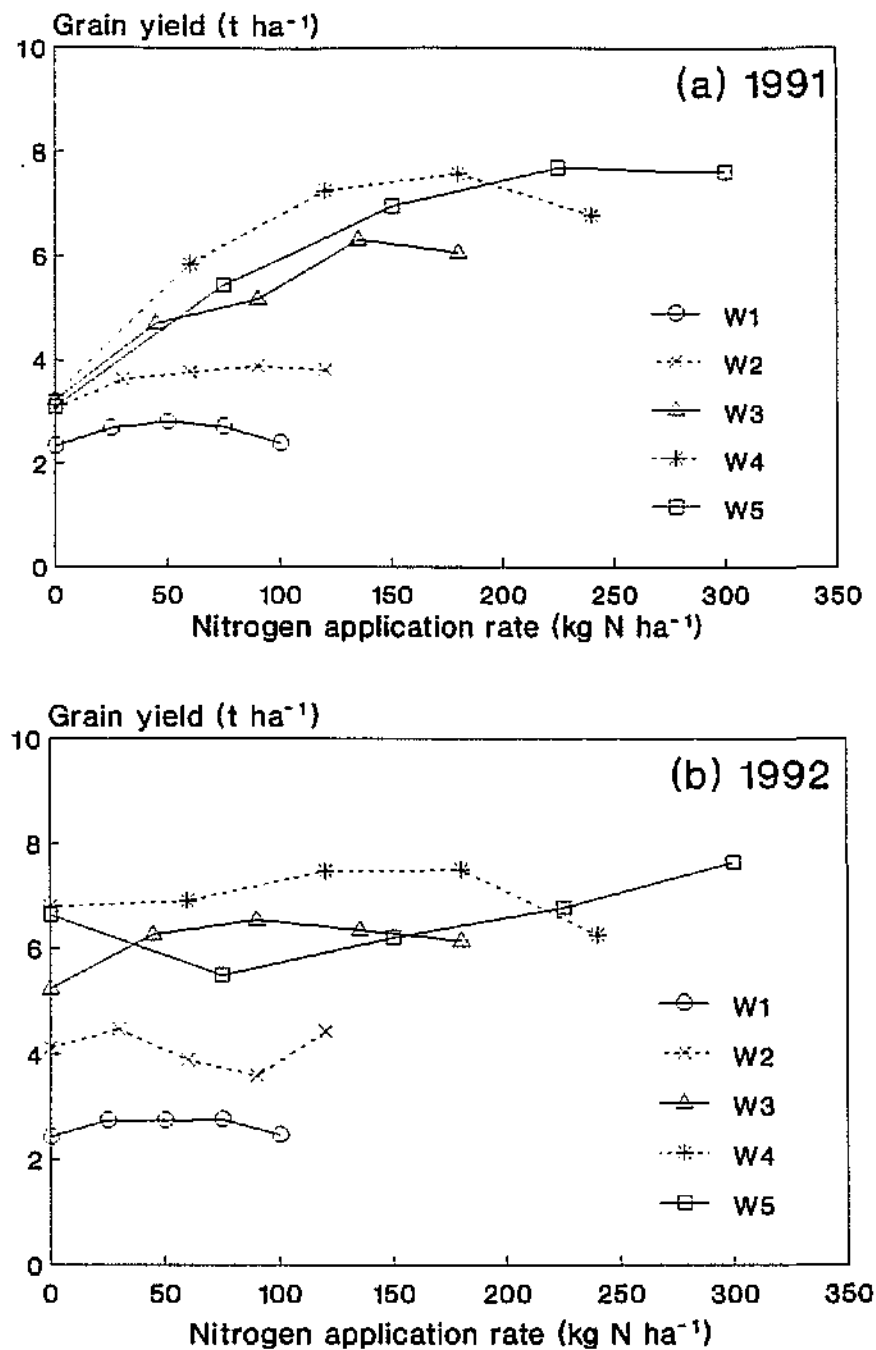 Grain yield (t ha⁻¹)
10
(a) 1991
8
6
4
2
0
W1
W2
W3
W4
W5
0 50 100 150 200 250 300 350
Nitrogen application rate (kg N ha⁻¹)
Grain yield (t ha⁻¹)
10
(b) 1992
8
6
4
2
0
W1
W2
W3
W4
W5
0 50 100 150 200 250 300 350
Nitrogen application rate (kg N ha⁻¹)